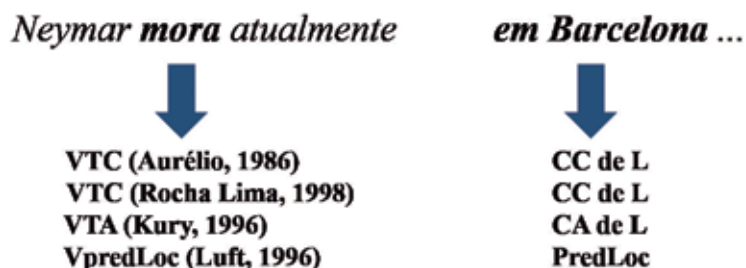 Neymar mora atualmente em Barcelona ...
VTC (Aurélio, 1986) CC de L
VTC (Rocha Lima, 1998) CC de L
VTA (Kury, 1996) CA de L
VpredLoc (Luft, 1996) PredLoc